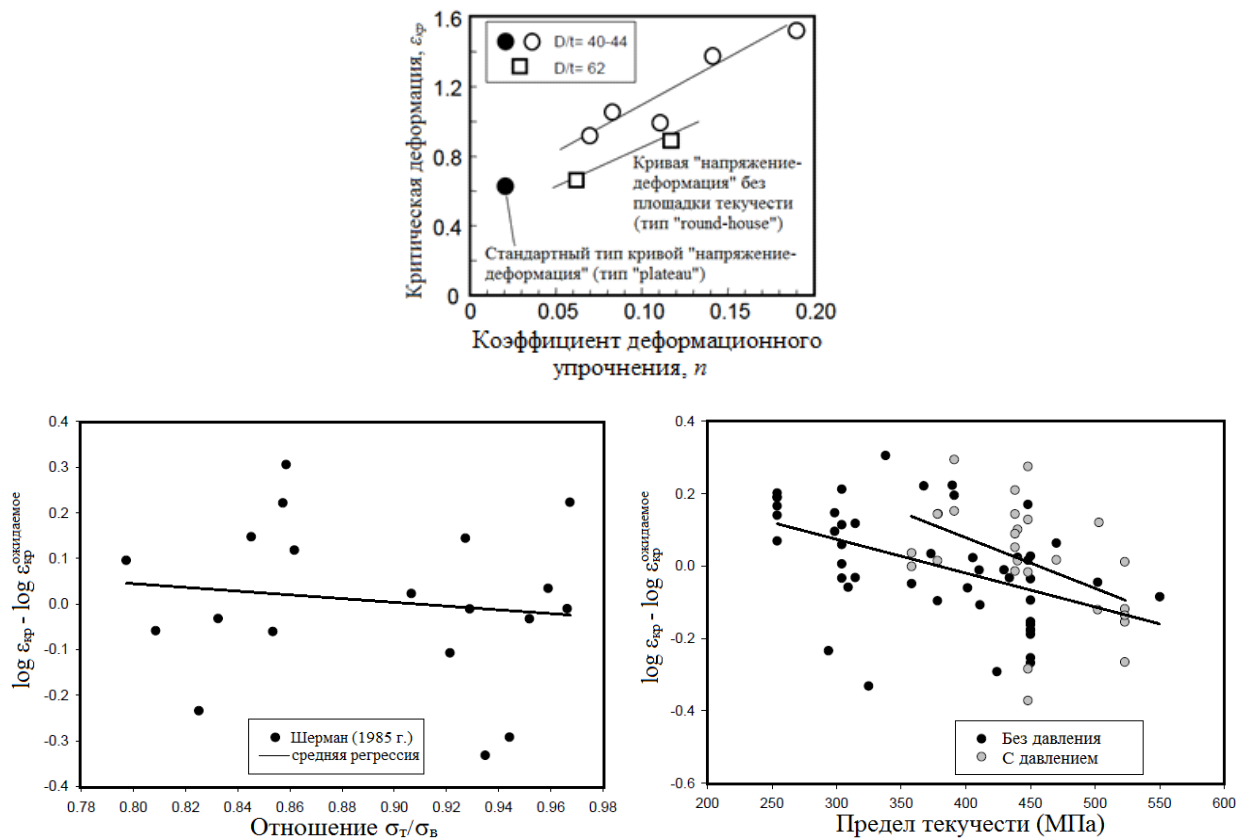 Критическая деформация, εкр
1.6
1.2
0.8
0.4
0
D/t= 40-44
D/t= 62
Кривая "напряжение-
деформация" без
площадки текучести
(тип "round-house")
Стандартный тип кривой "напряжение-
деформация" (тип "plateau")
0 0.05 0.10 0.15 0.20
Коэффициент деформационного
упрочнения, n
log εкр - log εкр ожидаемое
0.4
0.3
0.2
0.1
0.0
-0.1
-0.2
-0.3
-0.4
Шерман (1985 г.)
средняя регрессия
0.78 0.80 0.82 0.84 0.86 0.88 0.90 0.92 0.94 0.96 0.98
Отношение σт/σв
log εкр - log εкр ожидаемое
0.4
0.2
0.0
-0.2
-0.4
-0.6
Без давления
С давлением
200 250 300 350 400 450 500 550 600
Предел текучести (МПа)